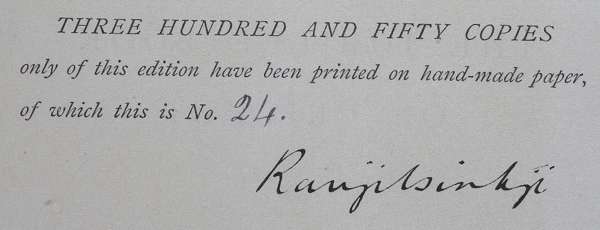 THREE HUNDRED AND FIFTY COPIES
only of this edition have been printed on hand-made paper,
of which this is No. 24.
Ranjitsinhji